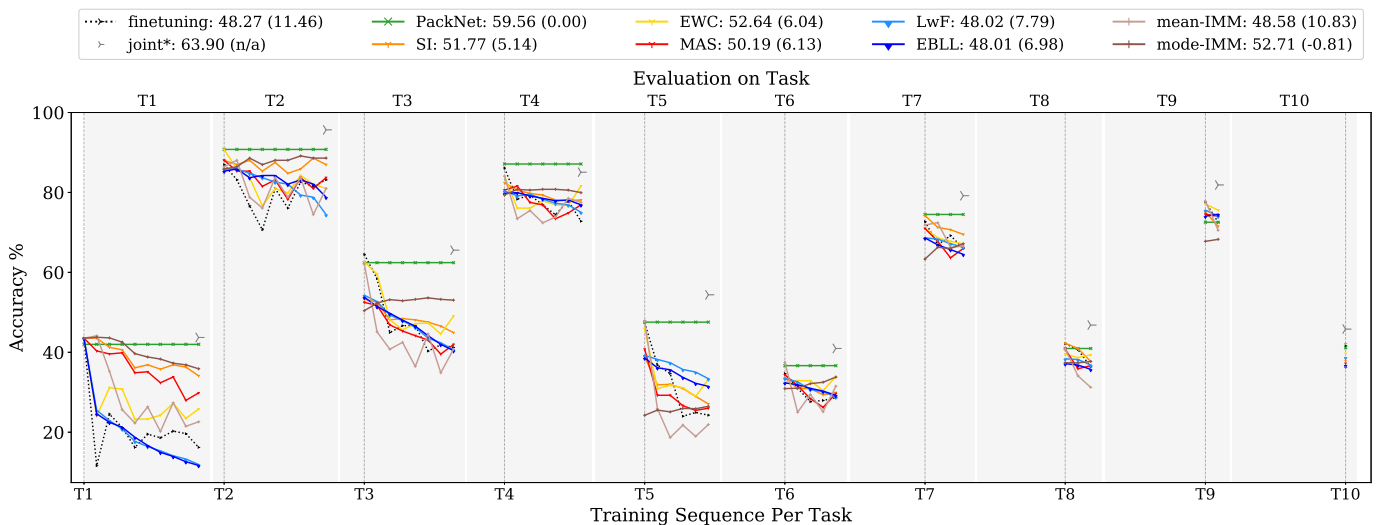 finetuning: 48.27 (11.46) PackNet: 59.56 (0.00) EWC: 52.64 (6.04) LwF: 48.02 (7.79) mean-IMM: 48.58 (10.83)
joint*: 63.90 (n/a) SI: 51.77 (5.14) MAS: 50.19 (6.13) EBLL: 48.01 (6.98) mode-IMM: 52.71 (-0.81)
Evaluation on Task
T1 T2 T3 T4 T5 T6 T7 T8 T9 T10
100
80
60
40
20
Accuracy %
T1 T2 T3 T4 T5 T6 T7 T8 T9 T10
Training Sequence Per Task